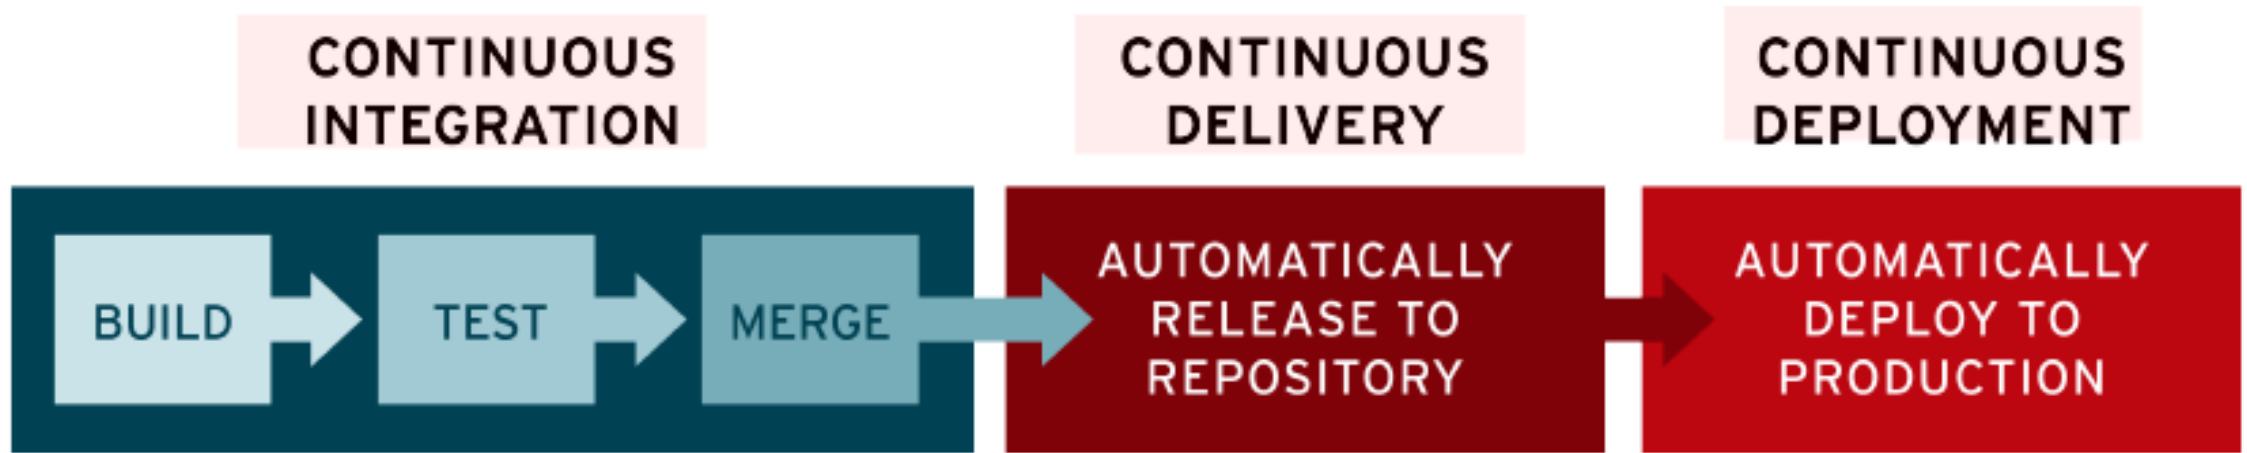 CONTINUOUS
INTEGRATION
CONTINUOUS
DELIVERY
CONTINUOUS
DEPLOYMENT
BUILD
TEST
MERGE
AUTOMATICALLY
RELEASE TO
REPOSITORY
AUTOMATICALLY
DEPLOY TO
PRODUCTION